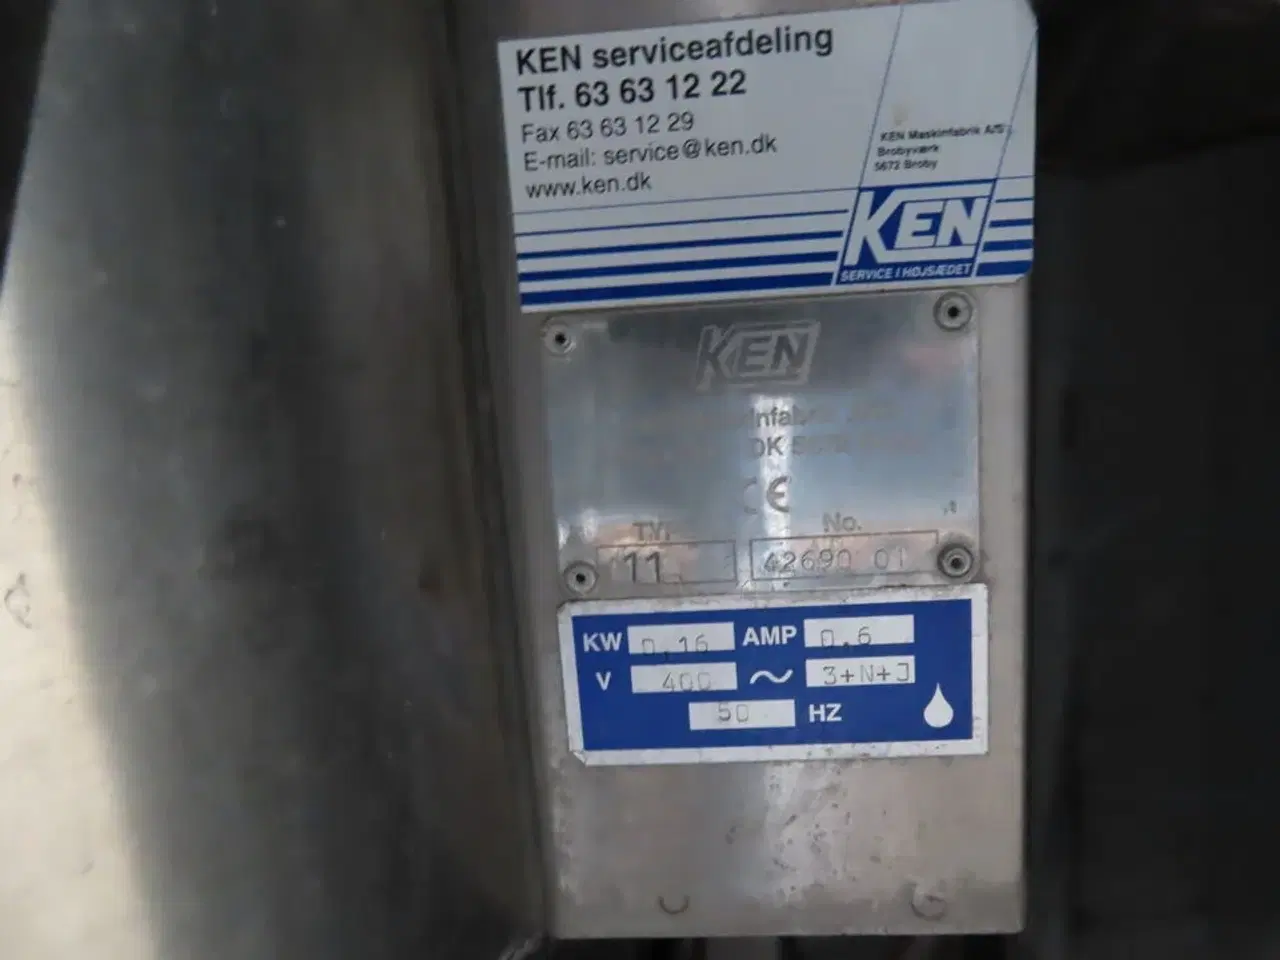 KEN serviceafdeling
Tlf. 63 63 12 22
Fax 63 63 12 29
E-mail: service@ken.dk
www.ken.dk
KEN Maskinfabrik A/S
Brobyværk
5672 Broby
KEN
SERVICE I HØJSÆDET
KEN
DK
CE
No.
11 42690 01
KW 0,16 AMP 0,6
V 400 ~ 3+N+J
50 HZ